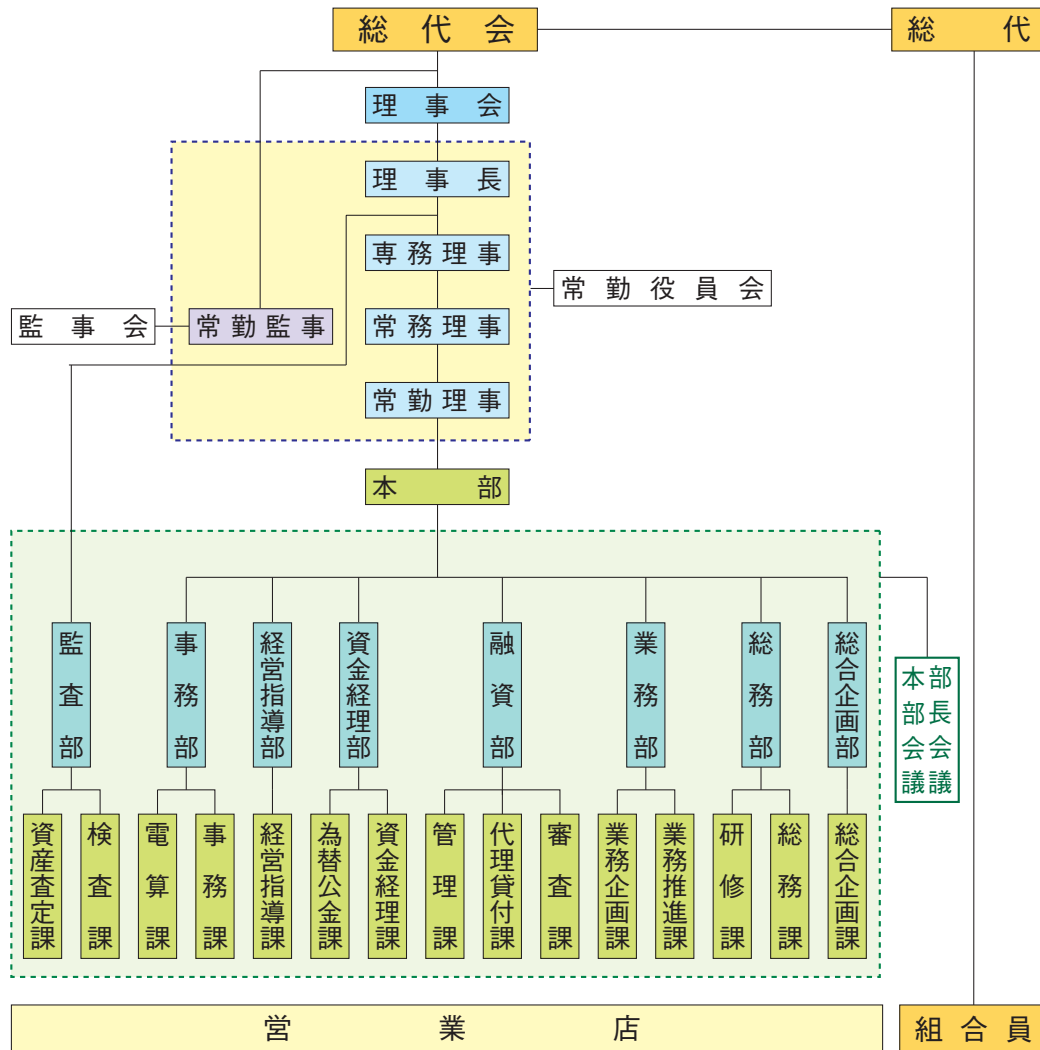 総代会
総代
理事会
理事長
専務理事
常勤役員会
監事会
常勤監事
常務理事
常勤理事
本部
監査部
事務部
経営指導部
資金経理部
融資部
業務部
総務部
総合企画部
部長会議
本部会議
資産査定課
検査課
電算課
事務課
経営指導課
為替公金課
資金経理課
管理課
代理貸付課
審査課
業務企画課
業務推進課
研修課
総務課
総合企画課
営業店
組合員